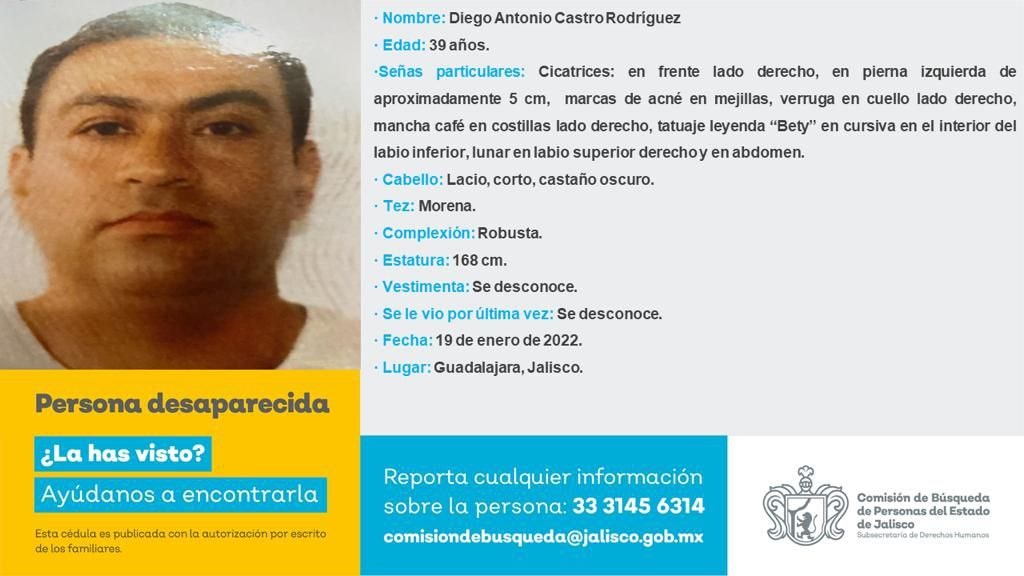 · Nombre: Diego Antonio Castro Rodríguez
· Edad: 39 años.
·Señas particulares: Cicatrices: en frente lado derecho, en pierna izquierda de
aproximadamente 5 cm, marcas de acné en mejillas, verruga en cuello lado derecho,
mancha café en costillas lado derecho, tatuaje leyenda “Bety” en cursiva en el interior del
labio inferior, lunar en labio superior derecho y en abdomen.
· Cabello: Lacio, corto, castaño oscuro.
· Tez: Morena.
· Complexión: Robusta.
· Estatura: 168 cm.
· Vestimenta: Se desconoce.
· Se le vio por última vez: Se desconoce.
· Fecha: 19 de enero de 2022.
· Lugar: Guadalajara, Jalisco.
Persona desaparecida
¿La has visto?
Ayúdanos a encontrarla
Esta cédula es publicada con la autorización por escrito
de los familiares.
Reporta cualquier información
sobre la persona: 33 3145 6314
comisiondebusqueda@jalisco.gob.mx
Comisión de Búsqueda
de Personas del Estado
de Jalisco
Subsecretaría de Derechos Humanos